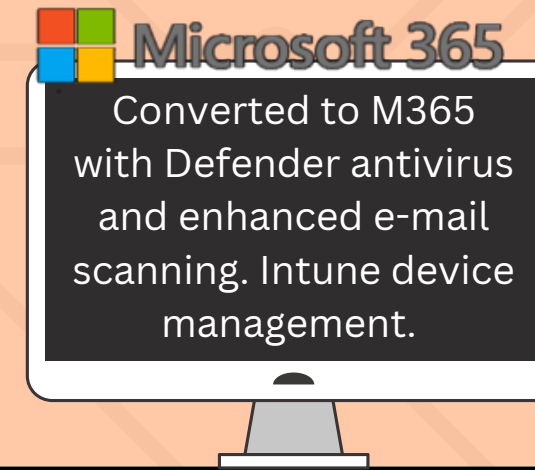 Microsoft 365
Converted to M365
with Defender antivirus
and enhanced e-mail
scanning. Intune device
management.